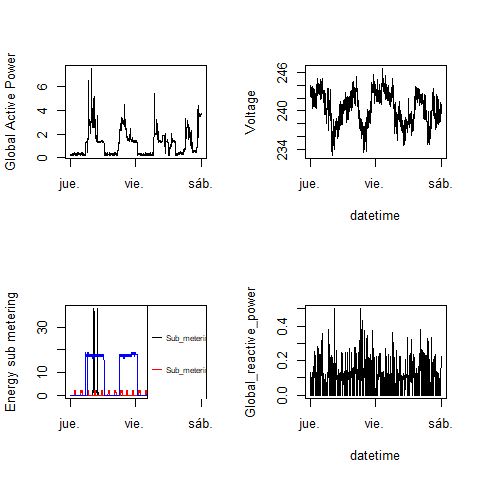 Global Active Power
0 2 4 6
jue. vie. sáb.
Voltage
234 240 246
jue. vie. sáb.
datetime
Energy sub metering
0 10 30
jue. vie. sáb.
Sub_meteri
Sub_meteri
Global_reactive_power
0.0 0.2 0.4
jue. vie. sáb.
datetime